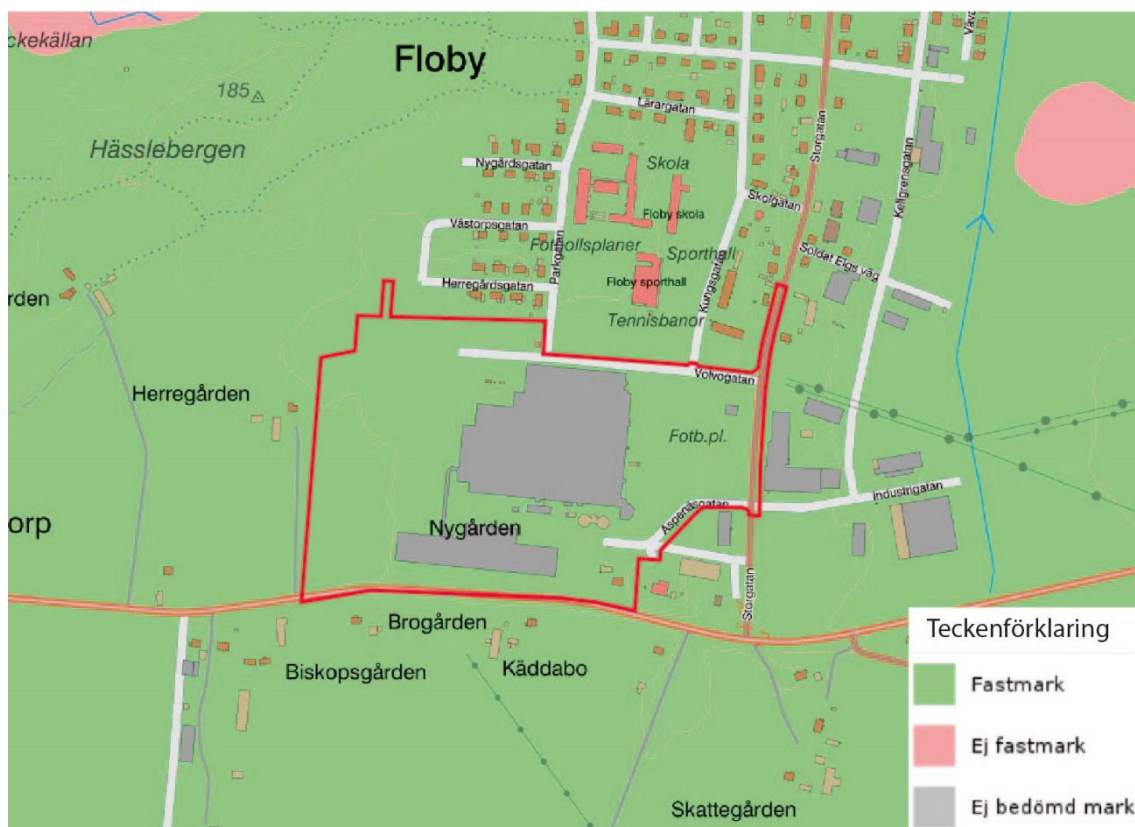 ckekällan
Floby
Väva
185
Hässlebergen
Lärargatan
Storgatan
Nygårdsgatan
Skola
Kellgrensgatan
Skolgatan
Floby skola
Västorpsgatan
Fotbollsplaner
Parkgatan
Sporthall
Soldat Elgs väg
Floby sporthall
Kungsgatan
Herregårdsgatan
rden
Tennisbanor
Volvogatan
Herregården
Fotb.pl.
Industrigatan
Aspenäsgatan
orp
Nygården
Storgatan
Brogården
Biskopsgården
Käddabo
Skattegården
Teckenförklaring
Fastmark
Ej fastmark
Ej bedömd mark